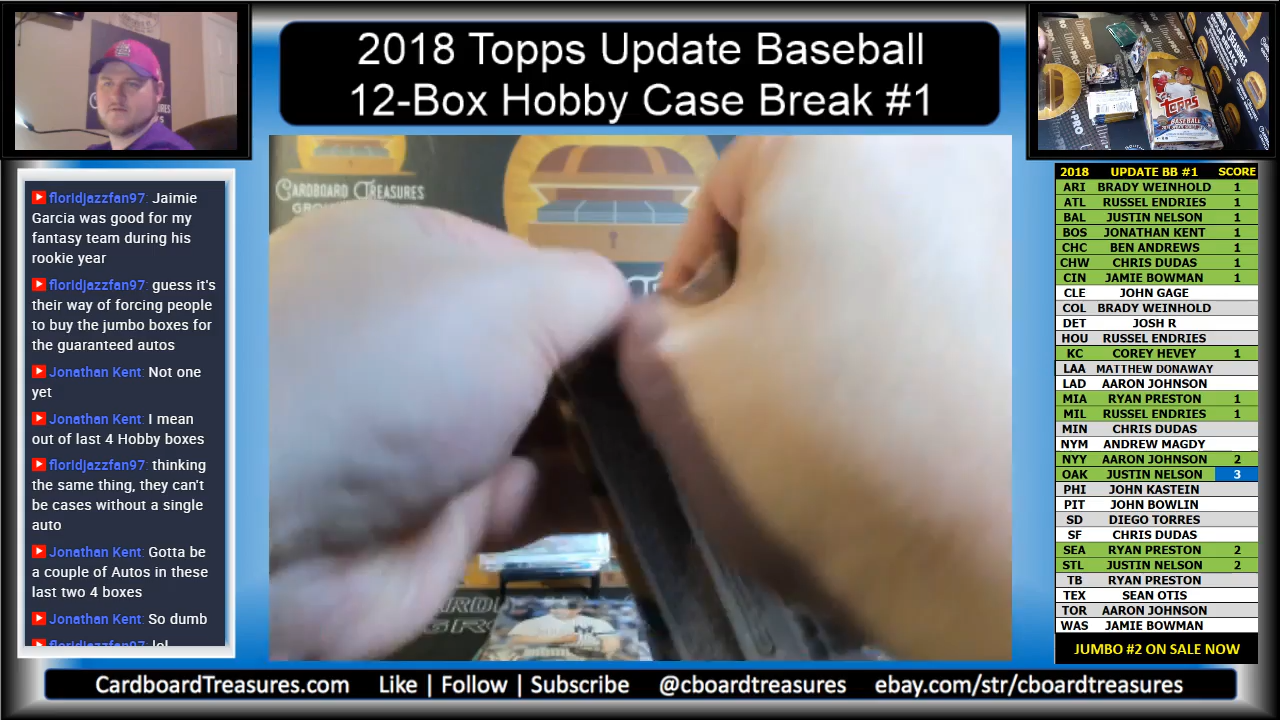 2018 Topps Update Baseball
12-Box Hobby Case Break #1
floridjazzfan97: Jaimie
Garcia was good for my
fantasy team during his
rookie year
floridjazzfan97: guess it's
their way of forcing people
to buy the jumbo boxes for
the guaranteed autos
Jonathan Kent: Not one
yet
Jonathan Kent: I mean
out of last 4 Hobby boxes
floridjazzfan97: thinking
the same thing, they can't
be cases without a single
auto
Jonathan Kent: Gotta be
a couple of Autos in these
last two 4 boxes
Jonathan Kent: So dumb
floridjazzfan97: lol
CARDBOARD TREASURES
TOPPS
BASEBALL
2018 UPDATE BB #1 SCORE
ARI BRADY WEINHOLD 1
ATL RUSSEL ENDRIES 1
BAL JUSTIN NELSON 1
BOS JONATHAN KENT 1
CHC BEN ANDREWS 1
CHW CHRIS DUDAS 1
CIN JAMIE BOWMAN 1
CLE JOHN GAGE
COL BRADY WEINHOLD
DET JOSH R
HOU RUSSEL ENDRIES
KC COREY HEVEY 1
LAA MATTHEW DONAWAY
LAD AARON JOHNSON
MIA RYAN PRESTON 1
MIL RUSSEL ENDRIES 1
MIN CHRIS DUDAS
NYM ANDREW MAGDY
NYY AARON JOHNSON 2
OAK JUSTIN NELSON 3
PHI JOHN KASTEIN
PIT JOHN BOWLIN
SD DIEGO TORRES
SF CHRIS DUDAS
SEA RYAN PRESTON 2
STL JUSTIN NELSON 2
TB RYAN PRESTON
TEX SEAN OTIS
TOR AARON JOHNSON
WAS JAMIE BOWMAN
JUMBO #2 ON SALE NOW
CardboardTreasures.com Like | Follow | Subscribe @cboardtreasures ebay.com/str/cboardtreasures